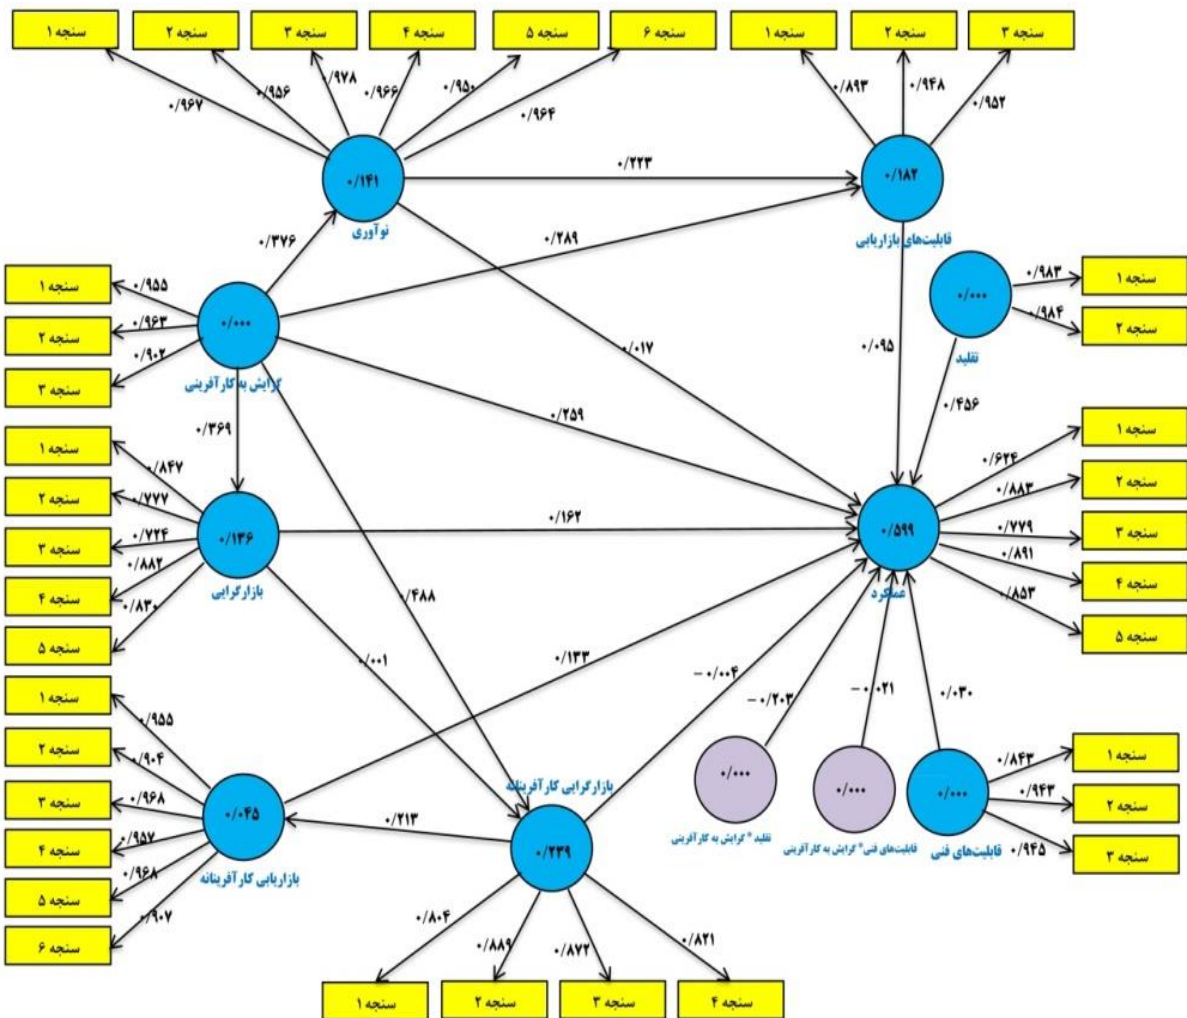 سنجه ۱
سنجه ۲
سنجه ۳
سنجه ۴
سنجه ۵
سنجه ۶
سنجه ۱
سنجه ۲
سنجه ۳
۰/۹۶۷
۰/۹۵۶
۰/۹۷۸
۰/۹۶۶
۰/۹۵۰
۰/۹۶۴
۰/۸۹۳
۰/۹۴۸
۰/۹۵۲
۰/۱۴۱
نوآوری
۰/۲۲۳
۰/۱۸۲
قابلیت‌های بازاریابی
۰/۳۷۶
۰/۲۸۹
سنجه ۱
سنجه ۲
سنجه ۳
۰/۹۵۵
۰/۹۶۳
۰/۹۰۲
۰/۰۰۰
گرایش به کارآفرینی
۰/۰۰۰
تقلید
۰/۹۸۳
۰/۹۸۴
سنجه ۱
سنجه ۲
۰/۰۱۷
۰/۰۹۵
۰/۴۵۶
۰/۲۵۹
۰/۳۶۹
سنجه ۱
سنجه ۲
سنجه ۳
سنجه ۴
سنجه ۵
۰/۸۴۷
۰/۷۷۷
۰/۷۲۴
۰/۸۸۲
۰/۸۳۰
۰/۱۳۶
بازارگرایی
۰/۱۶۲
۰/۵۹۹
عملکرد
۰/۶۲۴
۰/۸۸۳
۰/۷۷۹
۰/۸۹۱
۰/۸۵۳
سنجه ۱
سنجه ۲
سنجه ۳
سنجه ۴
سنجه ۵
۰/۴۸۸
۰/۰۰۱
۰/۱۳۳
−۰/۰۰۴
−۰/۲۰۳
−۰/۰۲۱
۰/۰۳۰
سنجه ۱
سنجه ۲
سنجه ۳
سنجه ۴
سنجه ۵
سنجه ۶
۰/۹۵۵
۰/۹۰۴
۰/۹۶۸
۰/۹۵۷
۰/۹۶۸
۰/۹۰۷
۰/۰۴۵
بازاریابی کارآفرینانه
۰/۲۱۳
بازارگرایی کارآفرینانه
۰/۲۳۹
۰/۰۰۰
تقلید * گرایش به کارآفرینی
۰/۰۰۰
قابلیت‌های فنی* گرایش به کارآفرینی
۰/۰۰۰
قابلیت‌های فنی
۰/۸۴۳
۰/۹۴۳
۰/۹۴۵
سنجه ۱
سنجه ۲
سنجه ۳
۰/۸۰۴
۰/۸۸۹
۰/۸۷۲
۰/۸۲۱
سنجه ۱
سنجه ۲
سنجه ۳
سنجه ۴